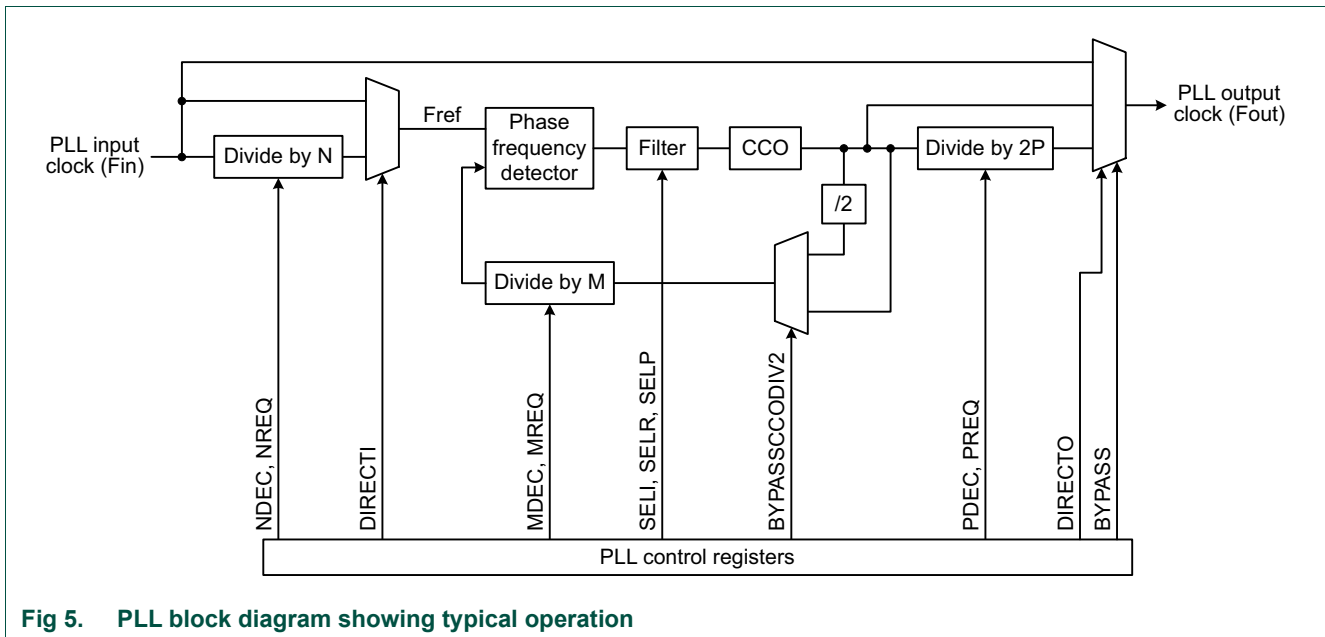 PLL input
clock (Fin)
Divide by N
Fref
Phase
frequency
detector
Filter
CCO
/2
Divide by 2P
PLL output
clock (Fout)
Divide by M
NDEC, NREQ
DIRECTI
MDEC, MREQ
SELI, SELR, SELP
BYPASSCCODIV2
PDEC, PREQ
DIRECTO
BYPASS
PLL control registers
Fig 5. PLL block diagram showing typical operation